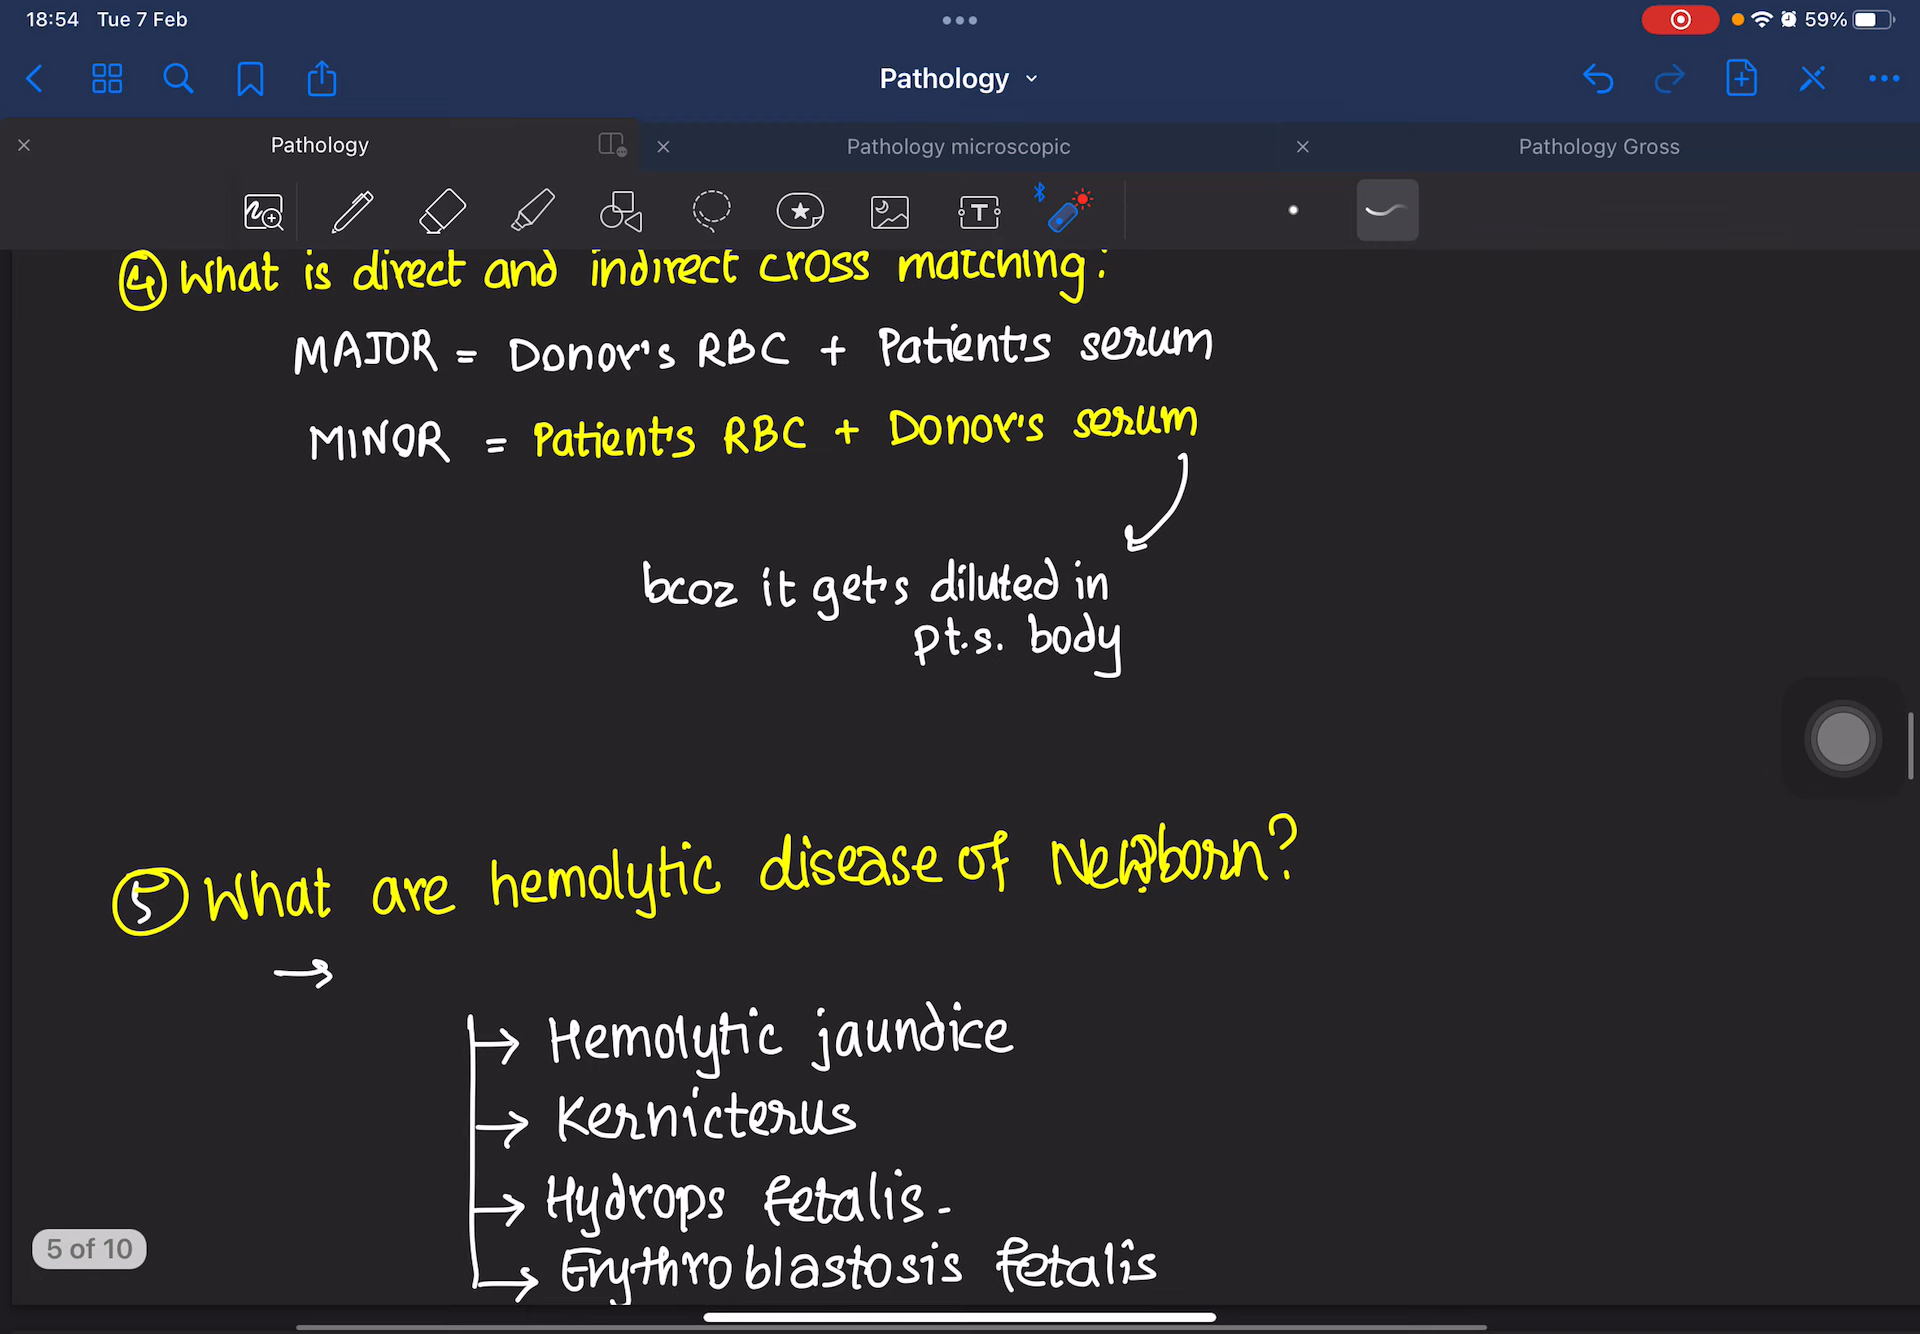 18:54 Tue 7 Feb
59%
Pathology
Pathology
Pathology microscopic
Pathology Gross
T
④ What is direct and indirect cross matching?
MAJOR = Donor's RBC + Patient's serum
MINOR = Patient's RBC + Donor's serum
bcoz it gets diluted in
pt.s. body
⑤ What are hemolytic disease of Newborn?
→
→ Hemolytic jaundice
→ Kernicterus
→ Hydrops fetalis -
→ Erythroblastosis fetalis
5 of 10